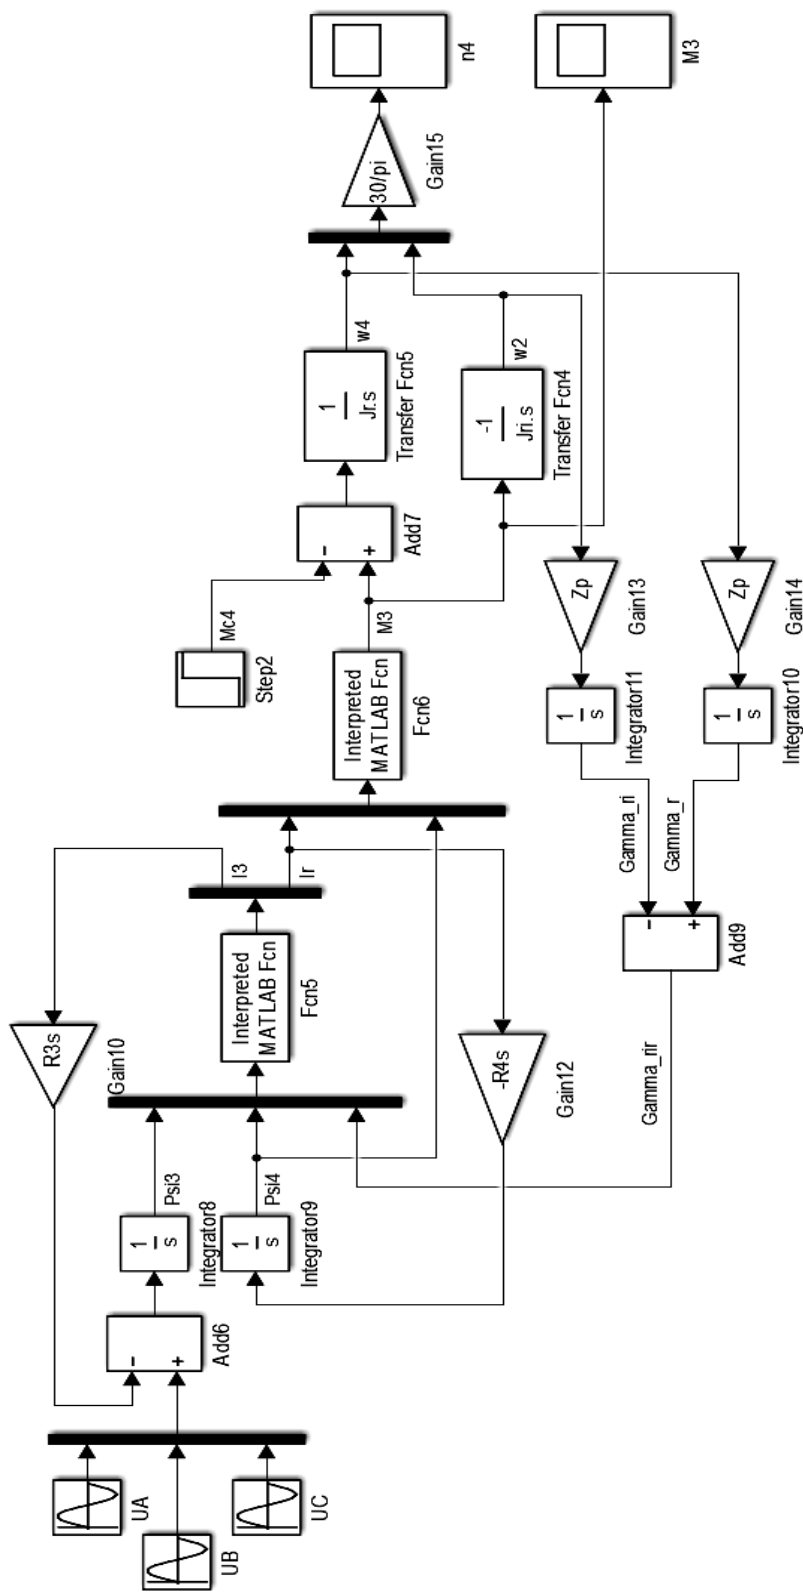 UA
UB
UC
-
+
Add6
R3s
Gain10
1
s
Integrator8
Psi3
1
s
Integrator9
Psi4
Interpreted
MATLAB Fcn
Fcn5
I3
Ir
-R4s
Gain12
Gamma_rir
Interpreted
MATLAB Fcn
Fcn6
M3
Step2
Mc4
-
+
Add7
1
Jr.s
Transfer Fcn5
w4
-1
Jri.s
Transfer Fcn4
w2
30/pi
Gain15
n4
M3
Zp
Gain13
1
s
Integrator11
Gamma_ri
Zp
Gain14
1
s
Integrator10
Gamma_r
-
+
Add9